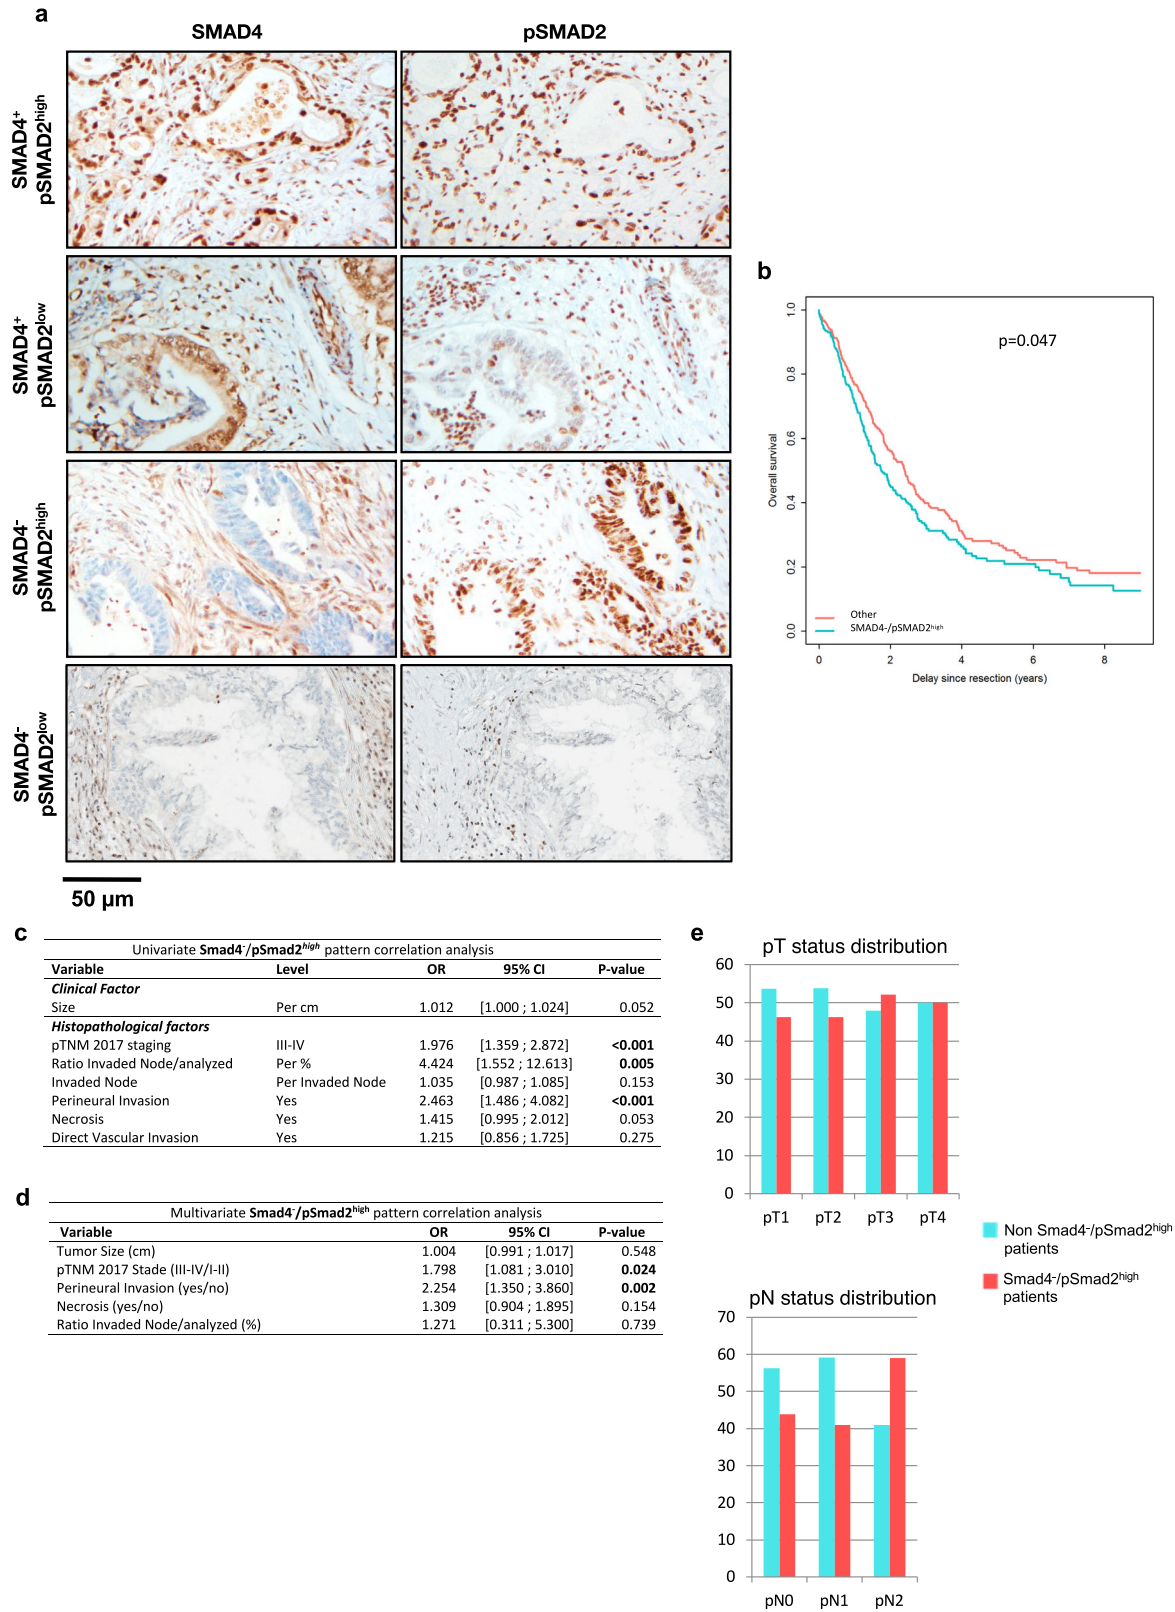 a
SMAD4 pSMAD2
SMAD4⁺
pSMAD2ʰⁱᵍʰ
SMAD4⁺
pSMAD2ˡᵒʷ
SMAD4⁻
pSMAD2ʰⁱᵍʰ
SMAD4⁻
pSMAD2ˡᵒʷ
50 µm
b
p=0.047
Overall survival
1.0
0.8
0.6
0.4
0.2
0.0
Other
SMAD4-/pSMAD2ʰⁱᵍʰ
0 2 4 6 8
Delay since resection (years)
c
Univariate Smad4⁻/pSmad2ʰⁱᵍʰ pattern correlation analysis
Variable Level OR 95% CI P-value
Clinical Factor
Size Per cm 1.012 [1.000 ; 1.024] 0.052
Histopathological factors
pTNM 2017 staging III-IV 1.976 [1.359 ; 2.872] <0.001
Ratio Invaded Node/analyzed Per % 4.424 [1.552 ; 12.613] 0.005
Invaded Node Per Invaded Node 1.035 [0.987 ; 1.085] 0.153
Perineural Invasion Yes 2.463 [1.486 ; 4.082] <0.001
Necrosis Yes 1.415 [0.995 ; 2.012] 0.053
Direct Vascular Invasion Yes 1.215 [0.856 ; 1.725] 0.275
d
Multivariate Smad4⁻/pSmad2ʰⁱᵍʰ pattern correlation analysis
Variable OR 95% CI P-value
Tumor Size (cm) 1.004 [0.991 ; 1.017] 0.548
pTNM 2017 Stade (III-IV/I-II) 1.798 [1.081 ; 3.010] 0.024
Perineural Invasion (yes/no) 2.254 [1.350 ; 3.860] 0.002
Necrosis (yes/no) 1.309 [0.904 ; 1.895] 0.154
Ratio Invaded Node/analyzed (%) 1.271 [0.311 ; 5.300] 0.739
e
pT status distribution
60
50
40
30
20
10
0
pT1 pT2 pT3 pT4
Non Smad4⁻/pSmad2ʰⁱᵍʰ
patients
Smad4⁻/pSmad2ʰⁱᵍʰ
patients
pN status distribution
70
60
50
40
30
20
10
0
pN0 pN1 pN2